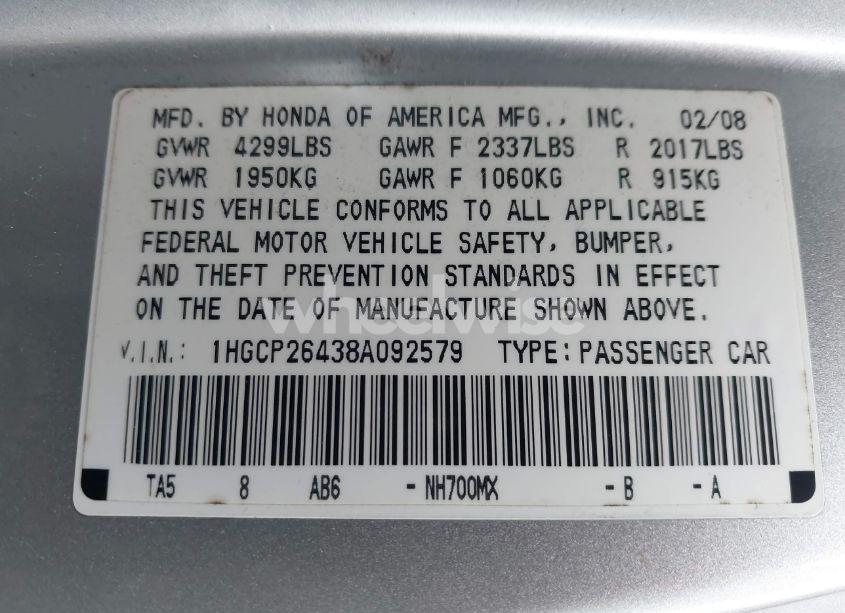 MFD. BY HONDA OF AMERICA MFG., INC. 02/08
GVWR 4299LBS GAWR F 2337LBS R 2017LBS
GVWR 1950KG GAWR F 1060KG R 915KG
THIS VEHICLE CONFORMS TO ALL APPLICABLE
FEDERAL MOTOR VEHICLE SAFETY, BUMPER,
AND THEFT PREVENTION STANDARDS IN EFFECT
ON THE DATE OF MANUFACTURE SHOWN ABOVE.
wheelwise
V.I.N.: 1HGCP26438A092579 TYPE: PASSENGER CAR
TA5 8 AB6 - NH700MX - B - A